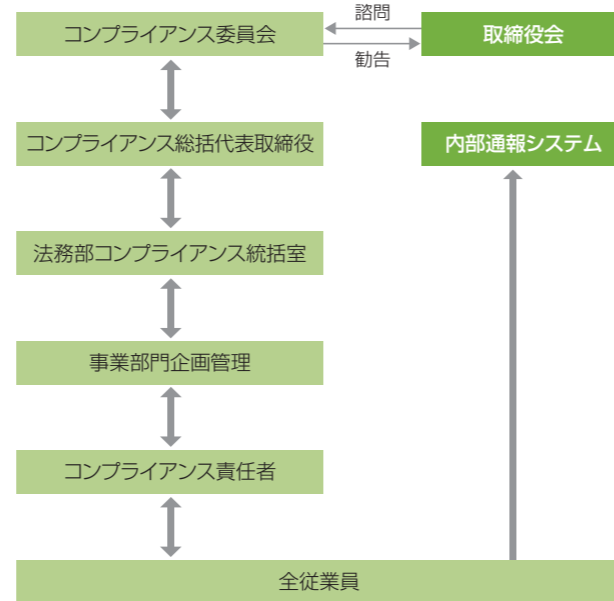 コンプライアンス委員会
諮問
勧告
取締役会
コンプライアンス総括代表取締役
内部通報システム
法務部コンプライアンス統括室
事業部門企画管理
コンプライアンス責任者
全従業員